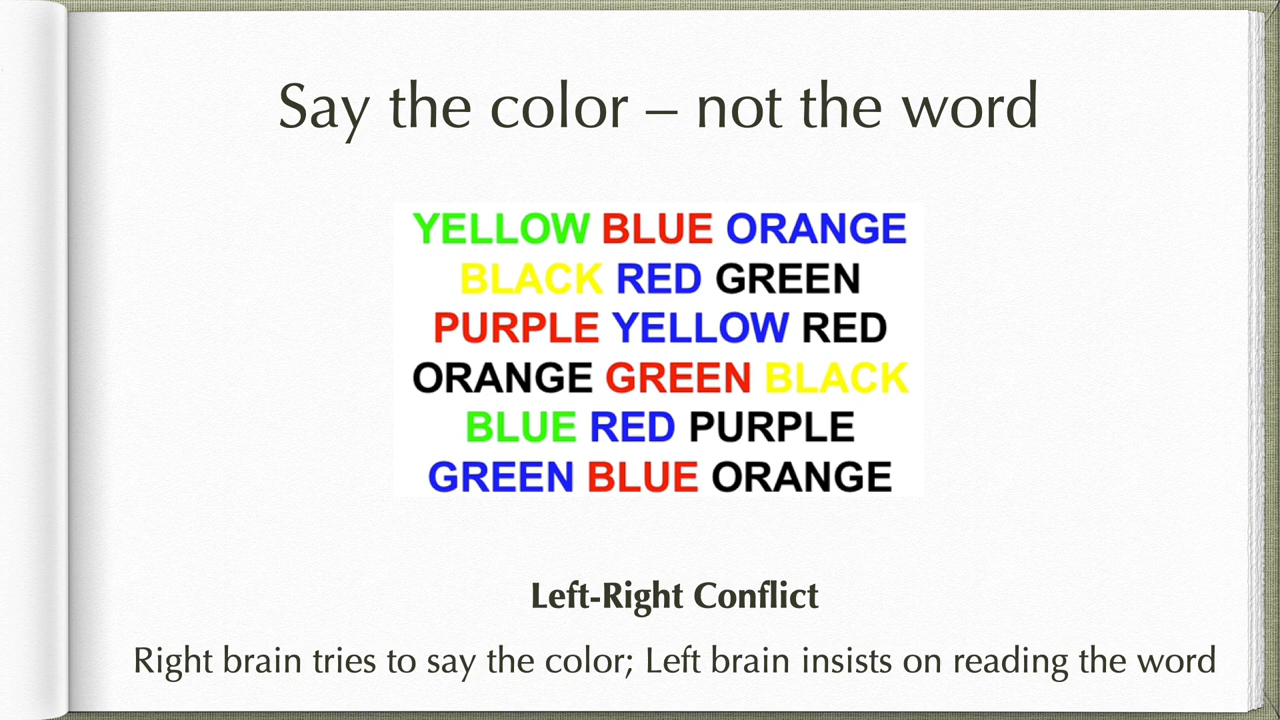 Say the color – not the word
YELLOW BLUE ORANGE
BLACK RED GREEN
PURPLE YELLOW RED
ORANGE GREEN BLACK
BLUE RED PURPLE
GREEN BLUE ORANGE
Left-Right Conflict
Right brain tries to say the color; Left brain insists on reading the word